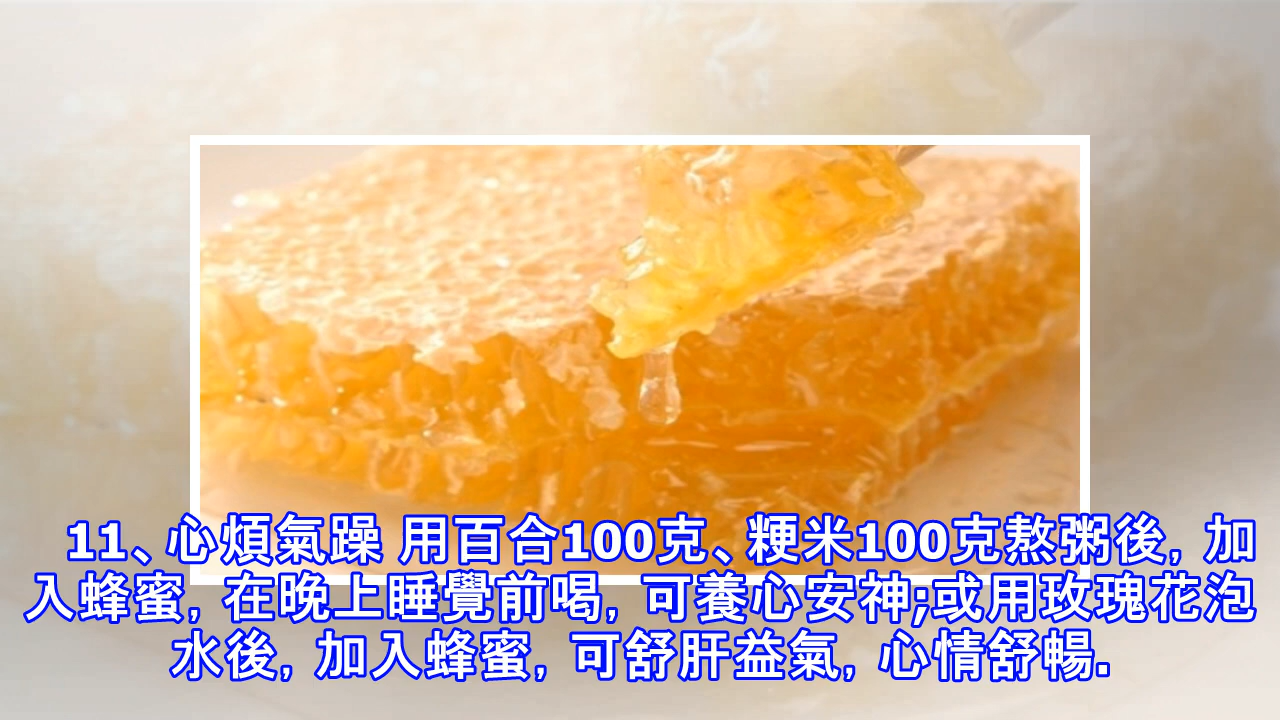 11、心煩氣躁 用百合100克、粳米100克熬粥後, 加
入蜂蜜, 在晚上睡覺前喝, 可養心安神;或用玫瑰花泡
水後, 加入蜂蜜, 可舒肝益氣, 心情舒暢.